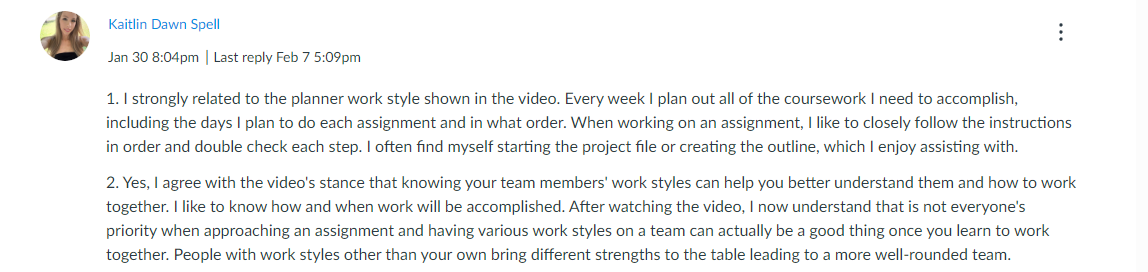 Kaitlin Dawn Spell
Jan 30 8:04pm | Last reply Feb 7 5:09pm
1. I strongly related to the planner work style shown in the video. Every week I plan out all of the coursework I need to accomplish,
including the days I plan to do each assignment and in what order. When working on an assignment, I like to closely follow the instructions
in order and double check each step. I often find myself starting the project file or creating the outline, which I enjoy assisting with.
2. Yes, I agree with the video's stance that knowing your team members' work styles can help you better understand them and how to work
together. I like to know how and when work will be accomplished. After watching the video, I now understand that is not everyone's
priority when approaching an assignment and having various work styles on a team can actually be a good thing once you learn to work
together. People with work styles other than your own bring different strengths to the table leading to a more well-rounded team.